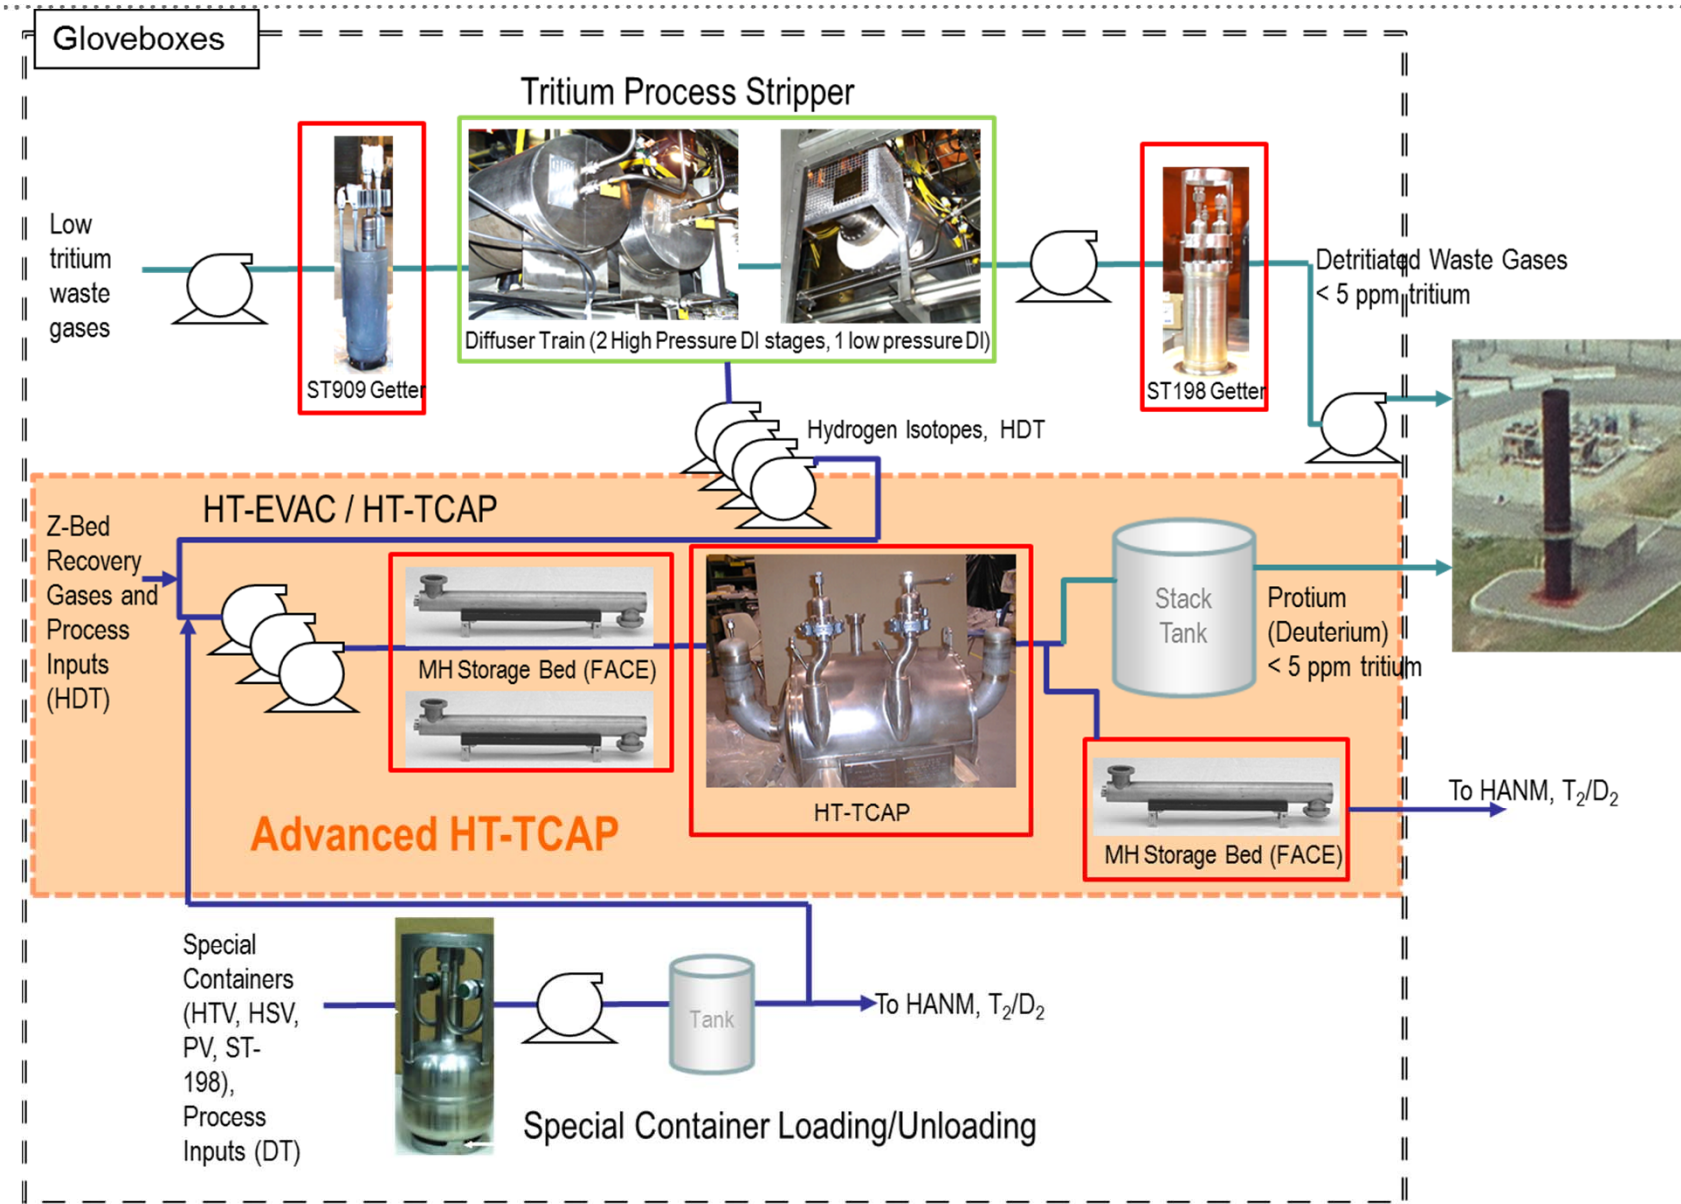 Gloveboxes
Tritium Process Stripper
Low
tritium
waste
gases
ST909 Getter
Diffuser Train (2 High Pressure DI stages, 1 low pressure DI)
ST198 Getter
Detritiated Waste Gases
< 5 ppm tritium
Hydrogen Isotopes, HDT
HT-EVAC / HT-TCAP
Z-Bed
Recovery
Gases and
Process
Inputs
(HDT)
MH Storage Bed (FACE)
HT-TCAP
Stack
Tank
Protium
(Deuterium)
< 5 ppm tritium
MH Storage Bed (FACE)
To HANM, T₂/D₂
Advanced HT-TCAP
Special
Containers
(HTV, HSV,
PV, ST-
198),
Process
Inputs (DT)
Tank
To HANM, T₂/D₂
Special Container Loading/Unloading